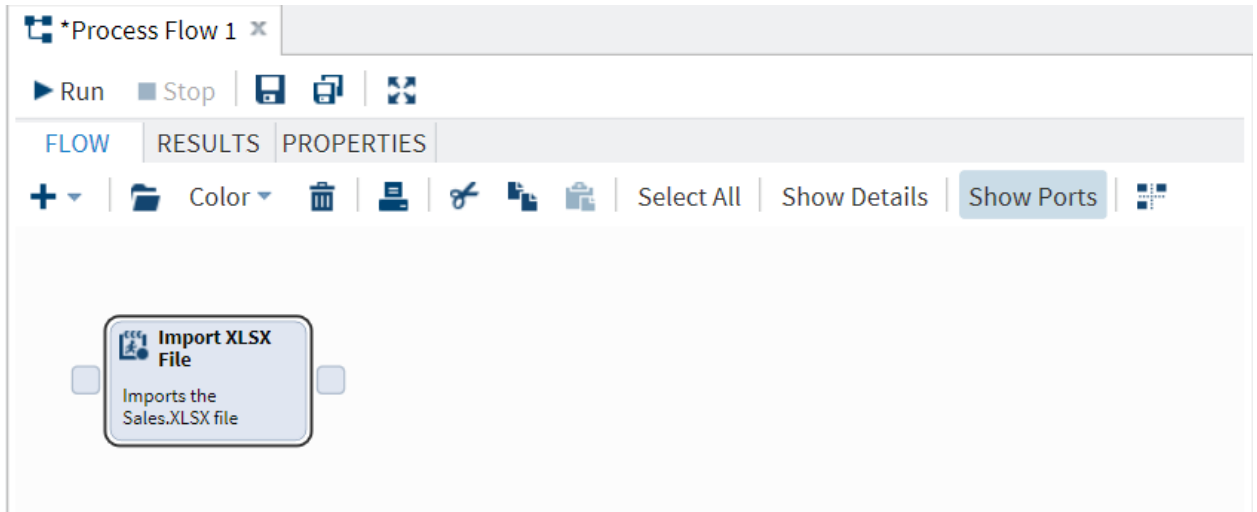 *Process Flow 1
Run Stop
FLOW RESULTS PROPERTIES
Color Select All Show Details Show Ports
Import XLSX
File
Imports the
Sales.XLSX file